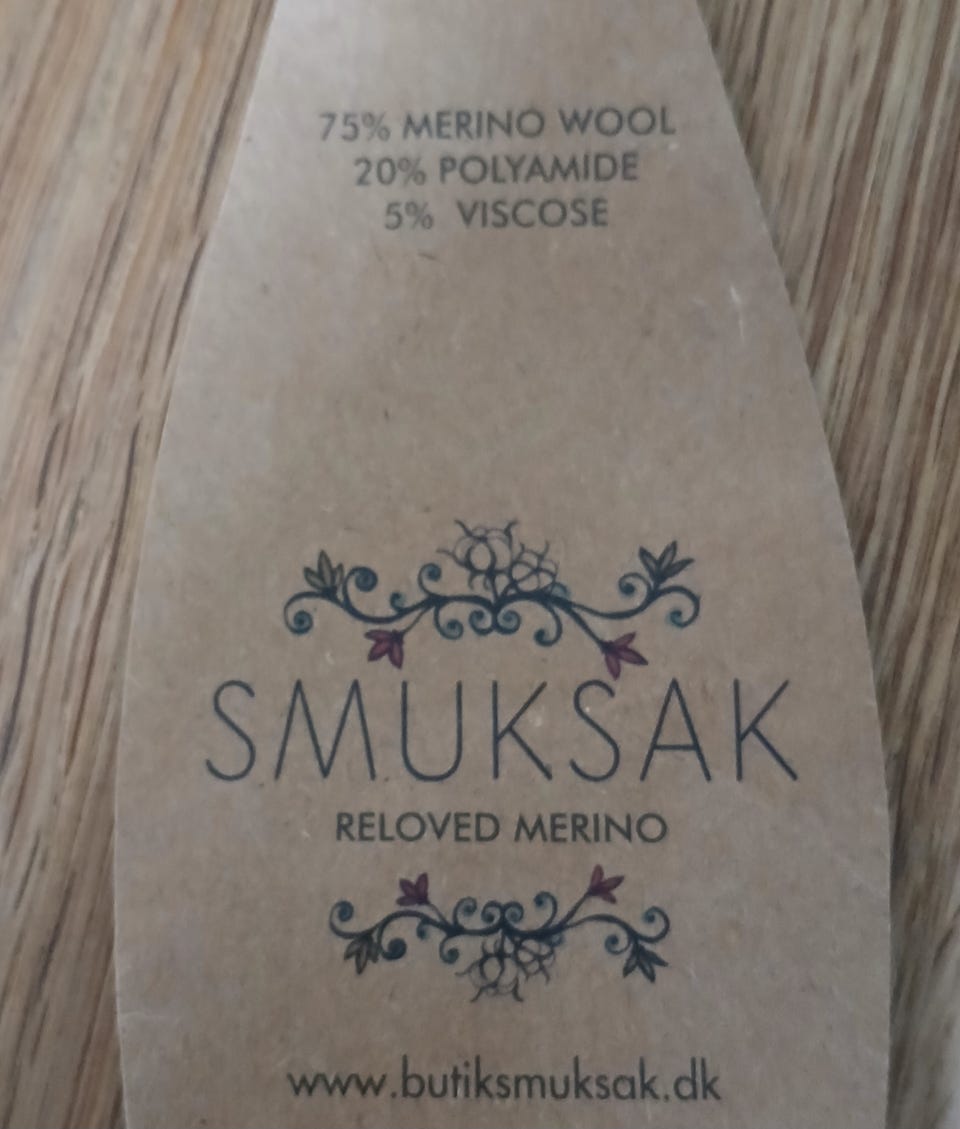 75% MERINO WOOL
20% POLYAMIDE
5% VISCOSE
SMUKSAK
RELOVED MERINO
www.butiksmuksak.dk